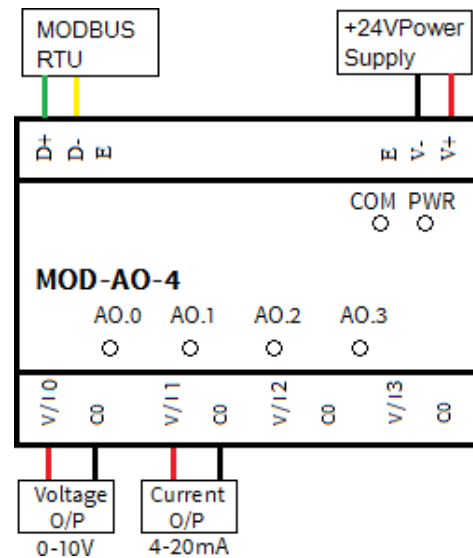 MODBUS
RTU
+24VPower
Supply
D+ D- E E V- V+
COM PWR
MOD-AO-4
AO.0 AO.1 AO.2 AO.3
V/I0 C0 V/I1 C0 V/I2 C0 V/I3 C0
Voltage
O/P
Current
O/P
0-10V 4-20mA